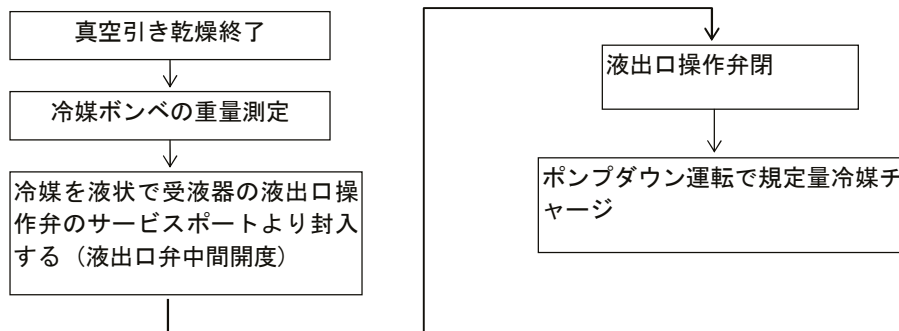 真空引き乾燥終了
冷媒ボンベの重量測定
冷媒を液状で受液器の液出口操
作弁のサービスポートより封入
する（液出口弁中間開度）
液出口操作弁閉
ポンプダウン運転で規定量冷媒チ
ャージ